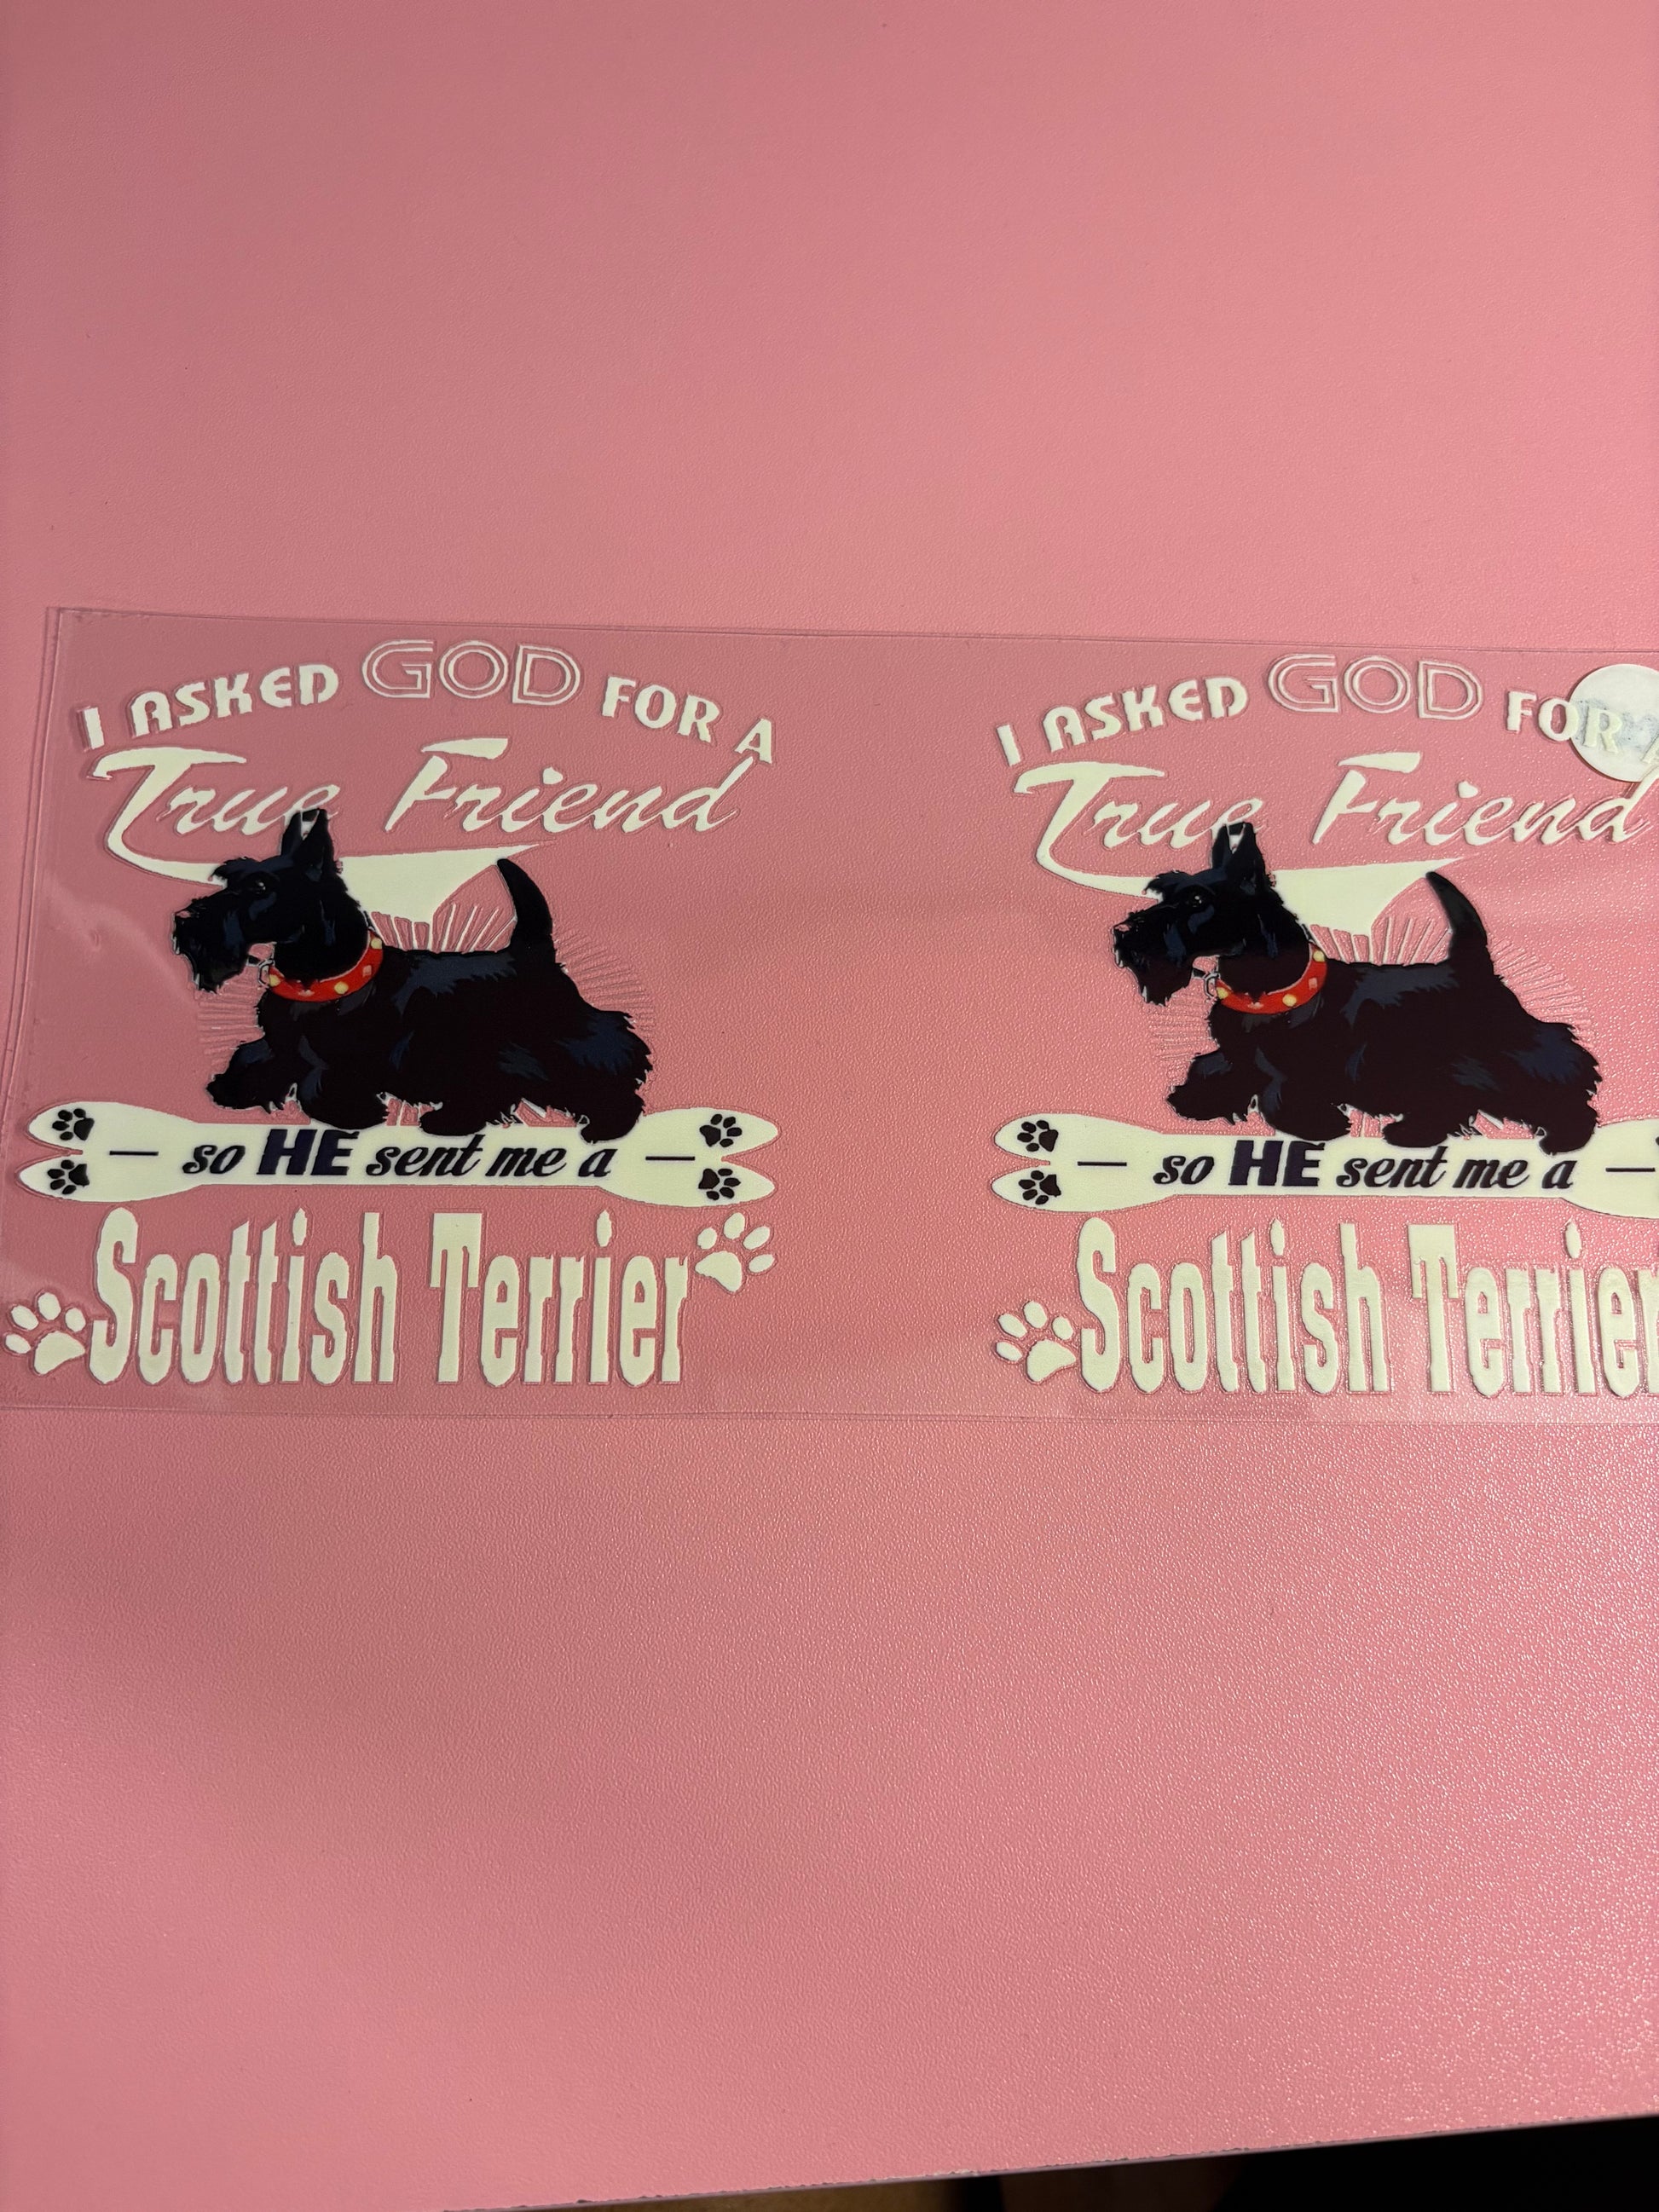 I ASKED GOD FOR A
True Friend
so HE sent me a
Scottish Terrier
I ASKED GOD FOR A
True Friend
so HE sent me a
Scottish Terrier